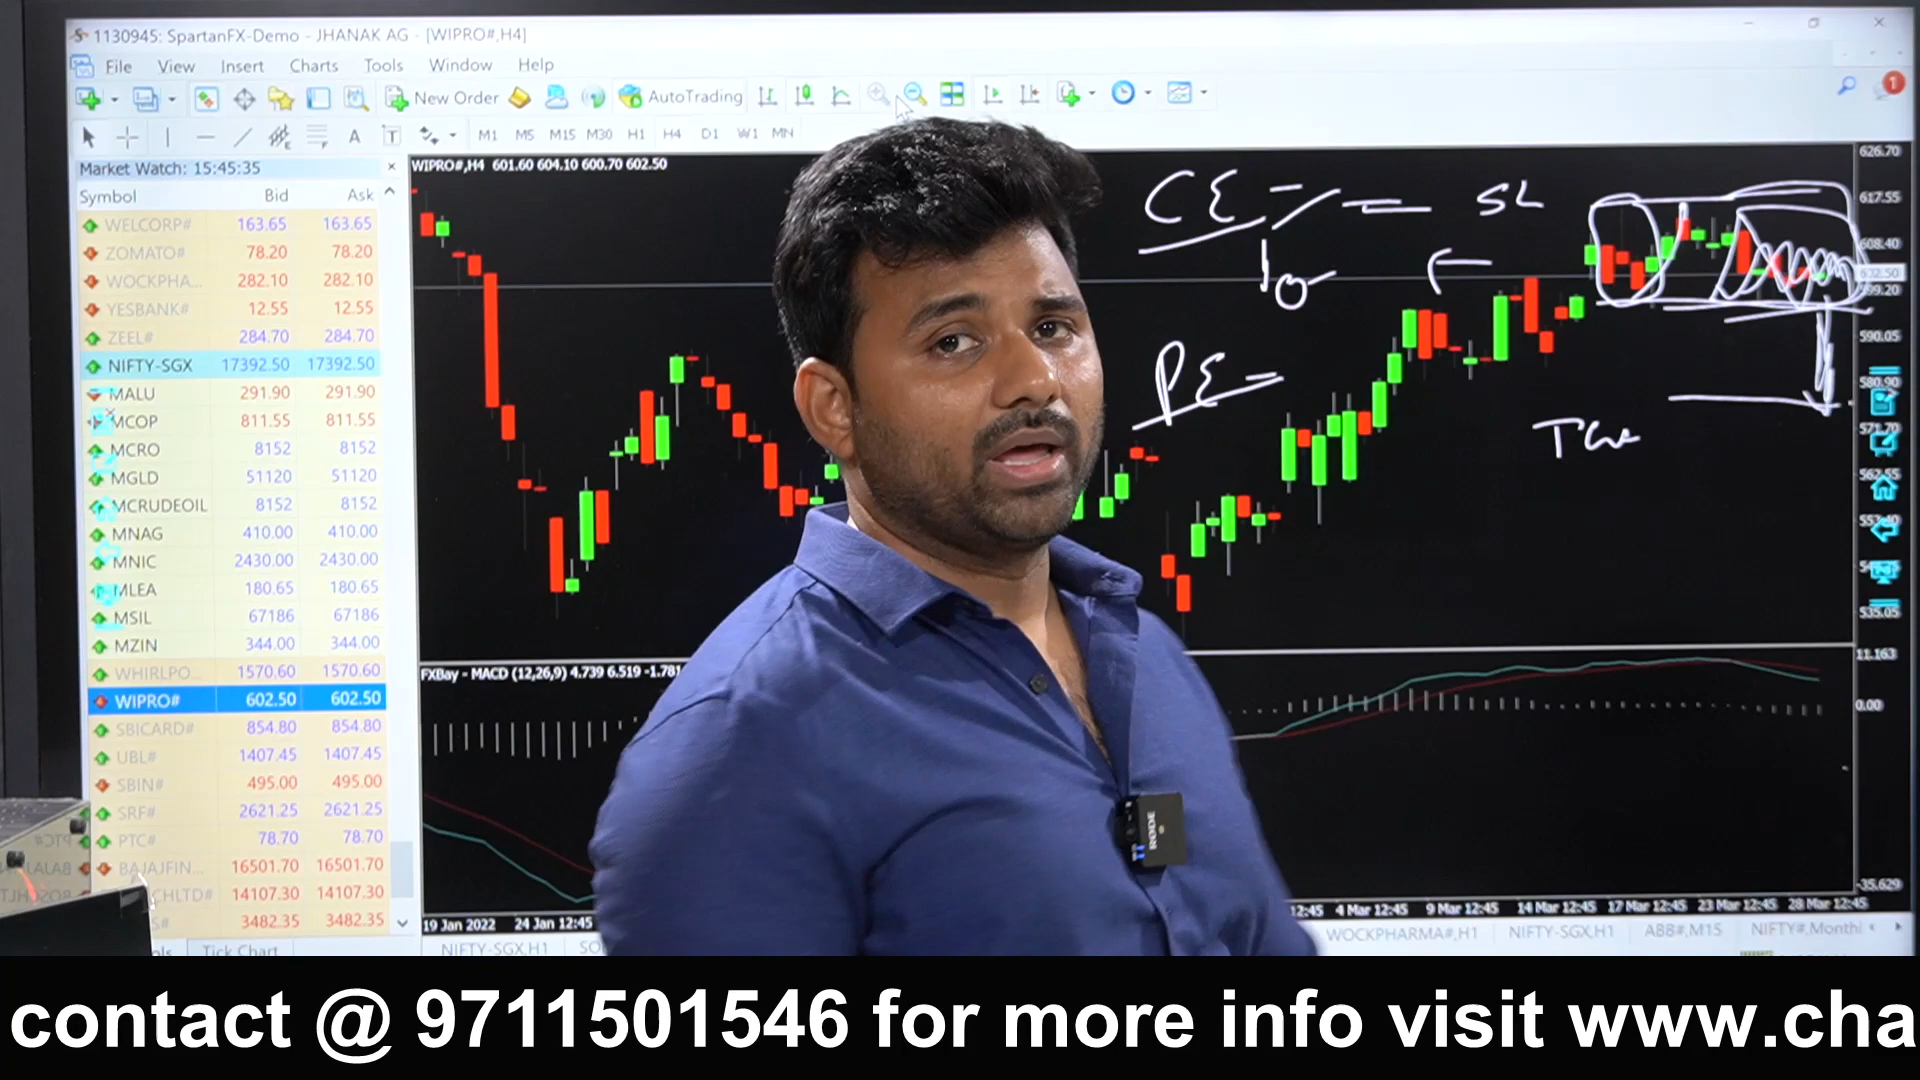 1130945: SpartanFX-Demo - JHANAK AG - [WIPRO#,H4]
File View Insert Charts Tools Window Help
New Order AutoTrading
1
A T M1 M5 M15 M30 H1 H4 D1 W1 MN
Market Watch: 15:45:35 ×
Symbol Bid Ask
WELCORP# 163.65 163.65
ZOMATO# 78.20 78.20
WOCKPHA... 282.10 282.10
YESBANK# 12.55 12.55
ZEEL# 284.70 284.70
NIFTY-SGX 17392.50 17392.50
MALU 291.90 291.90
MCOP 811.55 811.55
MCRO 8152 8152
MGLD 51120 51120
MCRUDEOIL 8152 8152
MNAG 410.00 410.00
MNIC 2430.00 2430.00
MLEA 180.65 180.65
MSIL 67186 67186
MZIN 344.00 344.00
WHIRLPO... 1570.60 1570.60
WIPRO# 602.50 602.50
SBICARD# 854.80 854.80
UBL# 1407.45 1407.45
SBIN# 495.00 495.00
SRF# 2621.25 2621.25
PTC# 78.70 78.70
BAJAJFIN... 16501.70 16501.70
CHLTD# 14107.30 14107.30
3482.35 3482.35
Tick Chart
WIPRO#,H4 601.60 604.10 600.70 602.50
CE SL
PE
626.70
617.55
608.40
602.50
599.20
590.05
580.90
571.70
562.55
535.05
FXBay - MACD (12,26,9) 4.739 6.519 -1.781
11.163
0.00
-35.629
19 Jan 2022 24 Jan 12:45 12:45 4 Mar 12:45 9 Mar 12:45 14 Mar 12:45 17 Mar 12:45 23 Mar 12:45 28 Mar 12:45
NIFTY-SGX,H1 SO WOCKPHARMA#,H1 NIFTY-SGX,H1 ABB#,M15 NIFTY#,Monthl
RODE
contact @ 9711501546 for more info visit www.cha